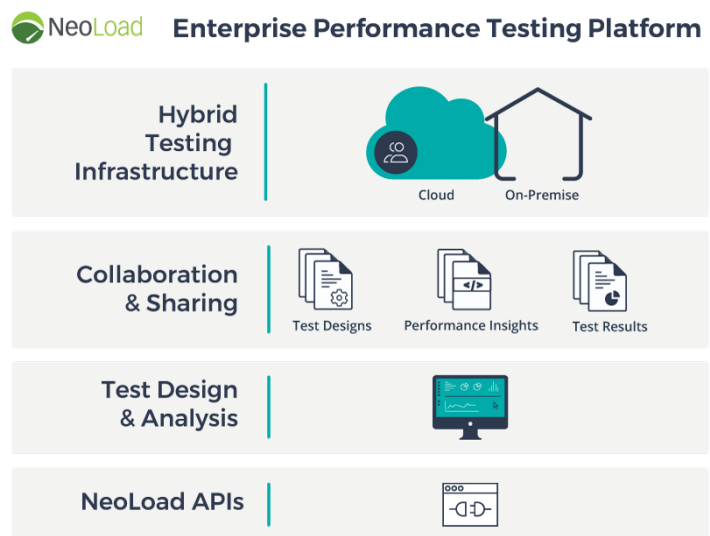 NeoLoad Enterprise Performance Testing Platform
Hybrid
Testing
Infrastructure
Cloud On-Premise
Collaboration
& Sharing
</>
Test Designs Performance Insights Test Results
Test Design
& Analysis
NeoLoad APIs